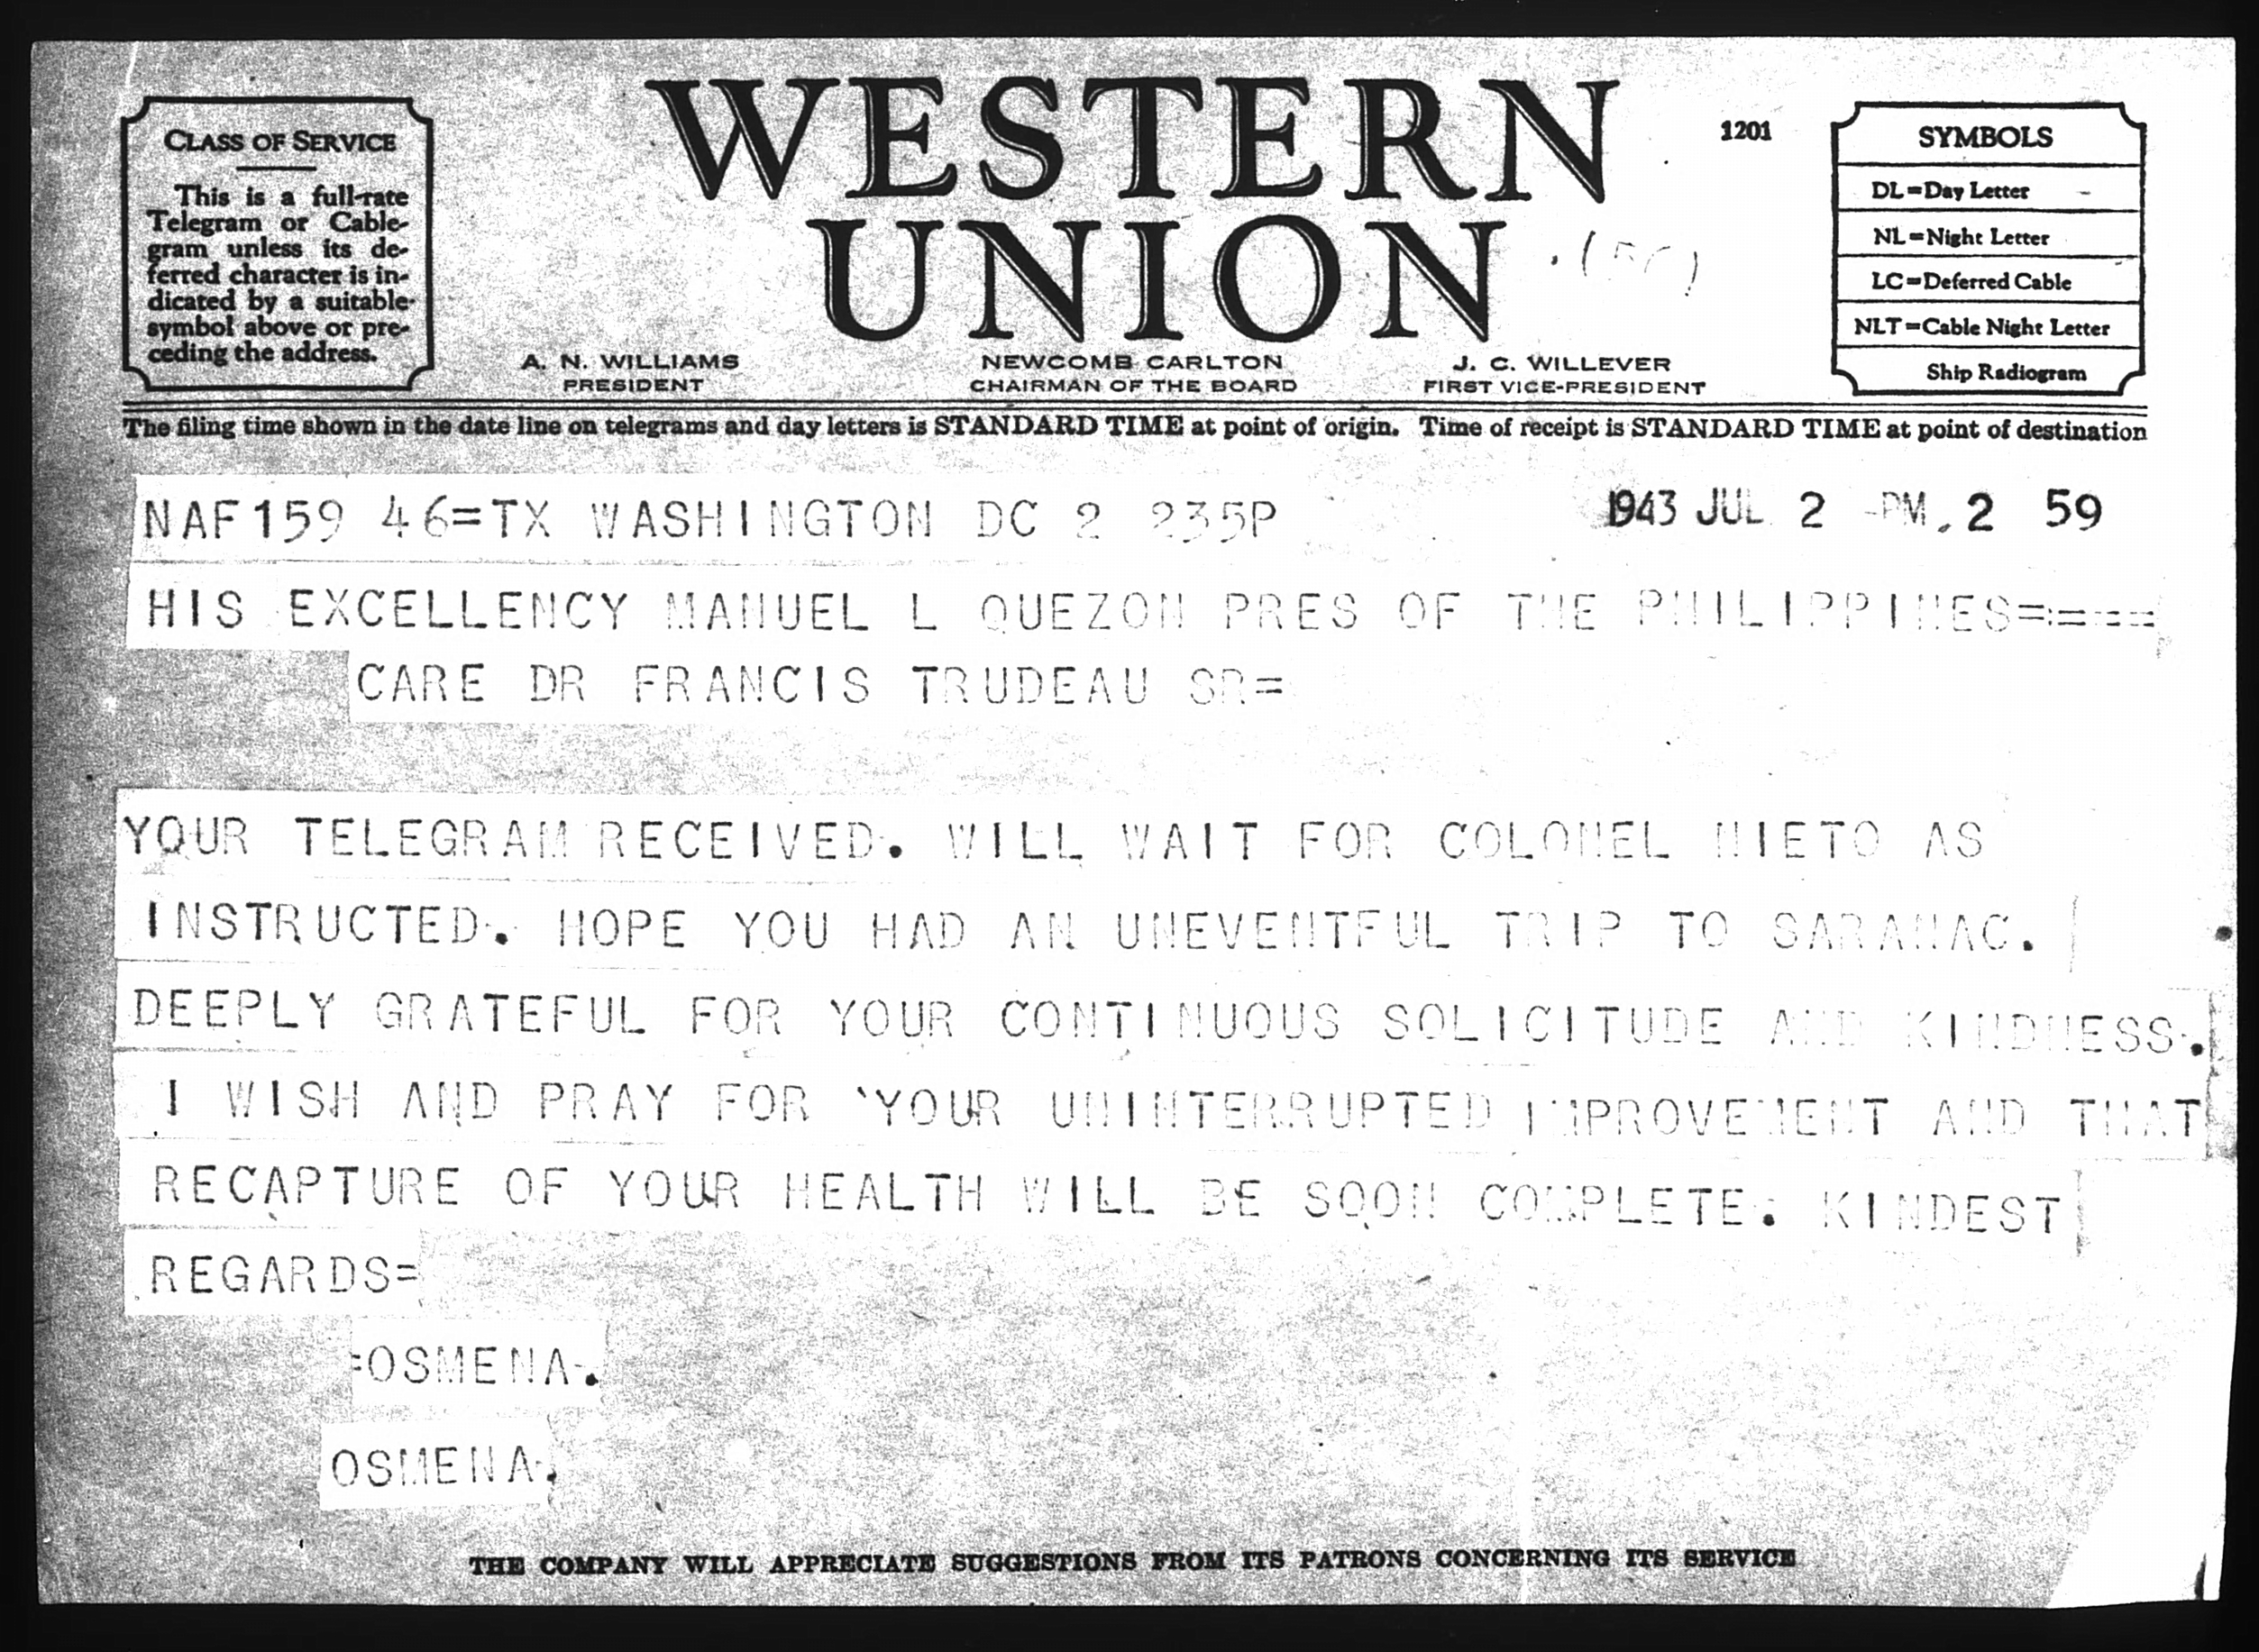 CLASS OF SERVICE
This is a full-rate
Telegram or Cable-
gram unless its de-
ferred character is in-
dicated by a suitable
symbol above or pre-
ceding the address.
WESTERN
UNION
1201
A. N. WILLIAMS
PRESIDENT
NEWCOMB CARLTON
CHAIRMAN OF THE BOARD
J. C. WILLEVER
FIRST VICE-PRESIDENT
SYMBOLS
DL=Day Letter
NL=Night Letter
LC=Deferred Cable
NLT=Cable Night Letter
Ship Radiogram
The filing time shown in the date line on telegrams and day letters is STANDARD TIME at point of origin. Time of receipt is STANDARD TIME at point of destination
NAF159 46=TX WASHINGTON DC 2 235P
1943 JUL 2 PM 2 59
HIS EXCELLENCY MANUEL L QUEZON PRES OF THE PHILIPPINES=====
CARE DR FRANCIS TRUDEAU SR=
YOUR TELEGRAM RECEIVED. WILL WAIT FOR COLONEL NIETO AS
INSTRUCTED. HOPE YOU HAD AN UNEVENTFUL TRIP TO SARANAC.
DEEPLY GRATEFUL FOR YOUR CONTINUOUS SOLICITUDE AND KINDNESS.
I WISH AND PRAY FOR YOUR UNINTERRUPTED IMPROVEMENT AND THAT
RECAPTURE OF YOUR HEALTH WILL BE SOON COMPLETE. KINDEST
REGARDS=
=OSMENA.
OSMENA.
THE COMPANY WILL APPRECIATE SUGGESTIONS FROM ITS PATRONS CONCERNING ITS SERVICE